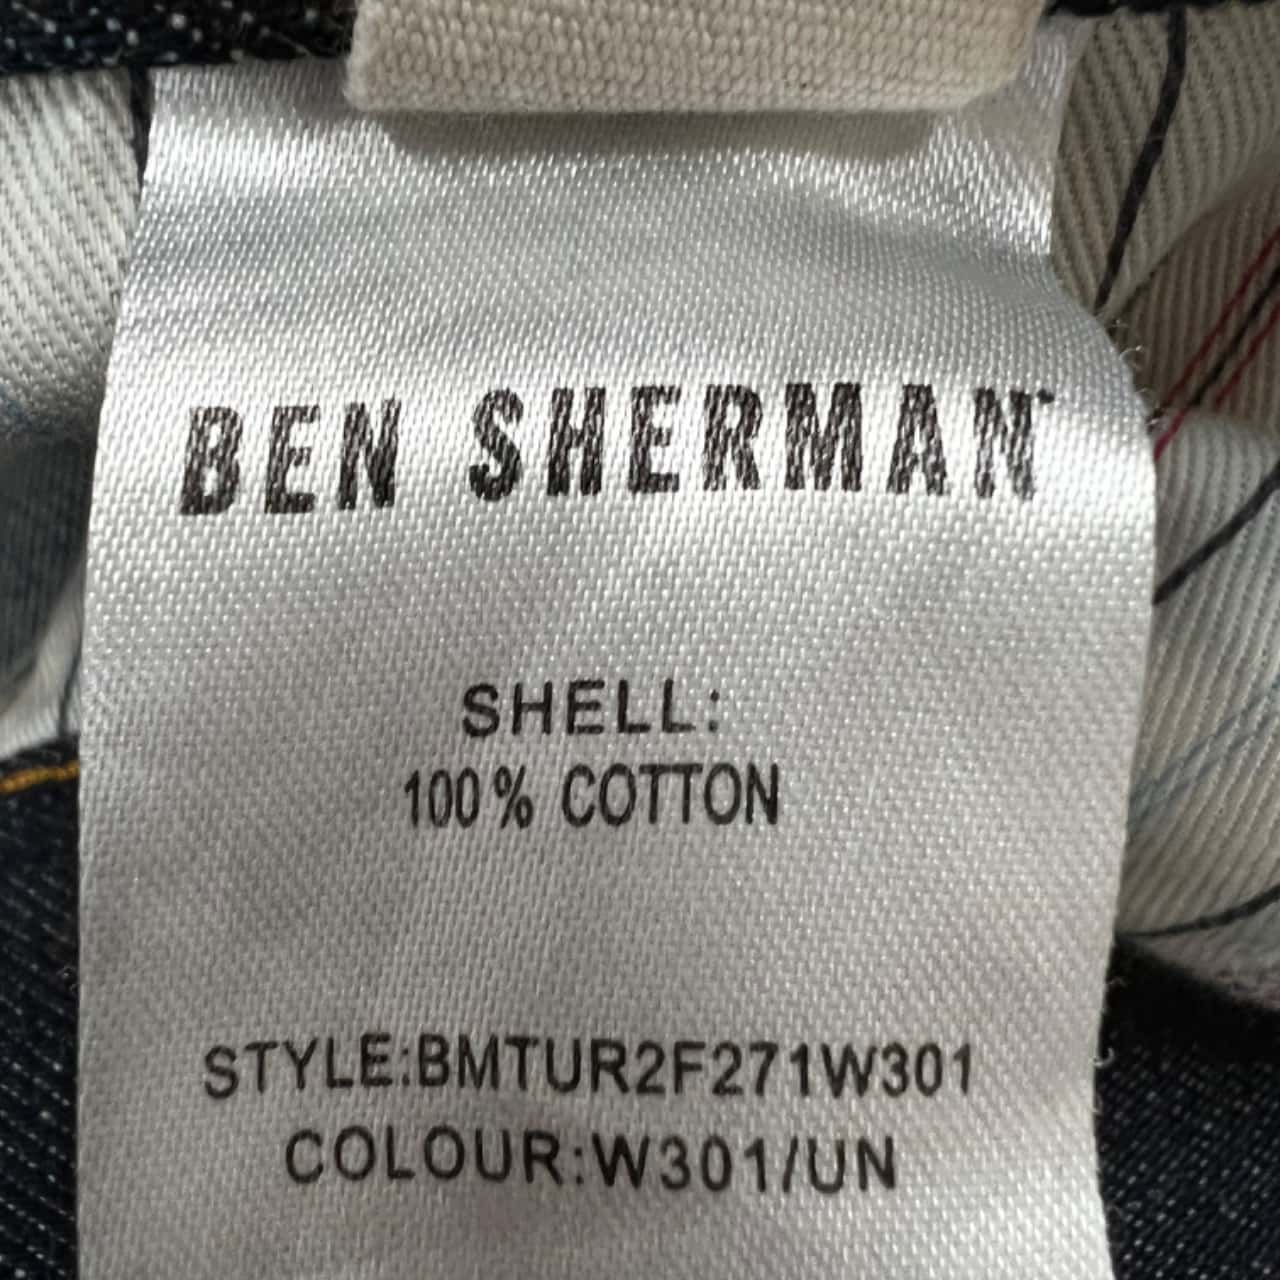 BEN SHERMAN
SHELL:
100% COTTON
STYLE:BMTUR2F271W301
COLOUR:W301/UN